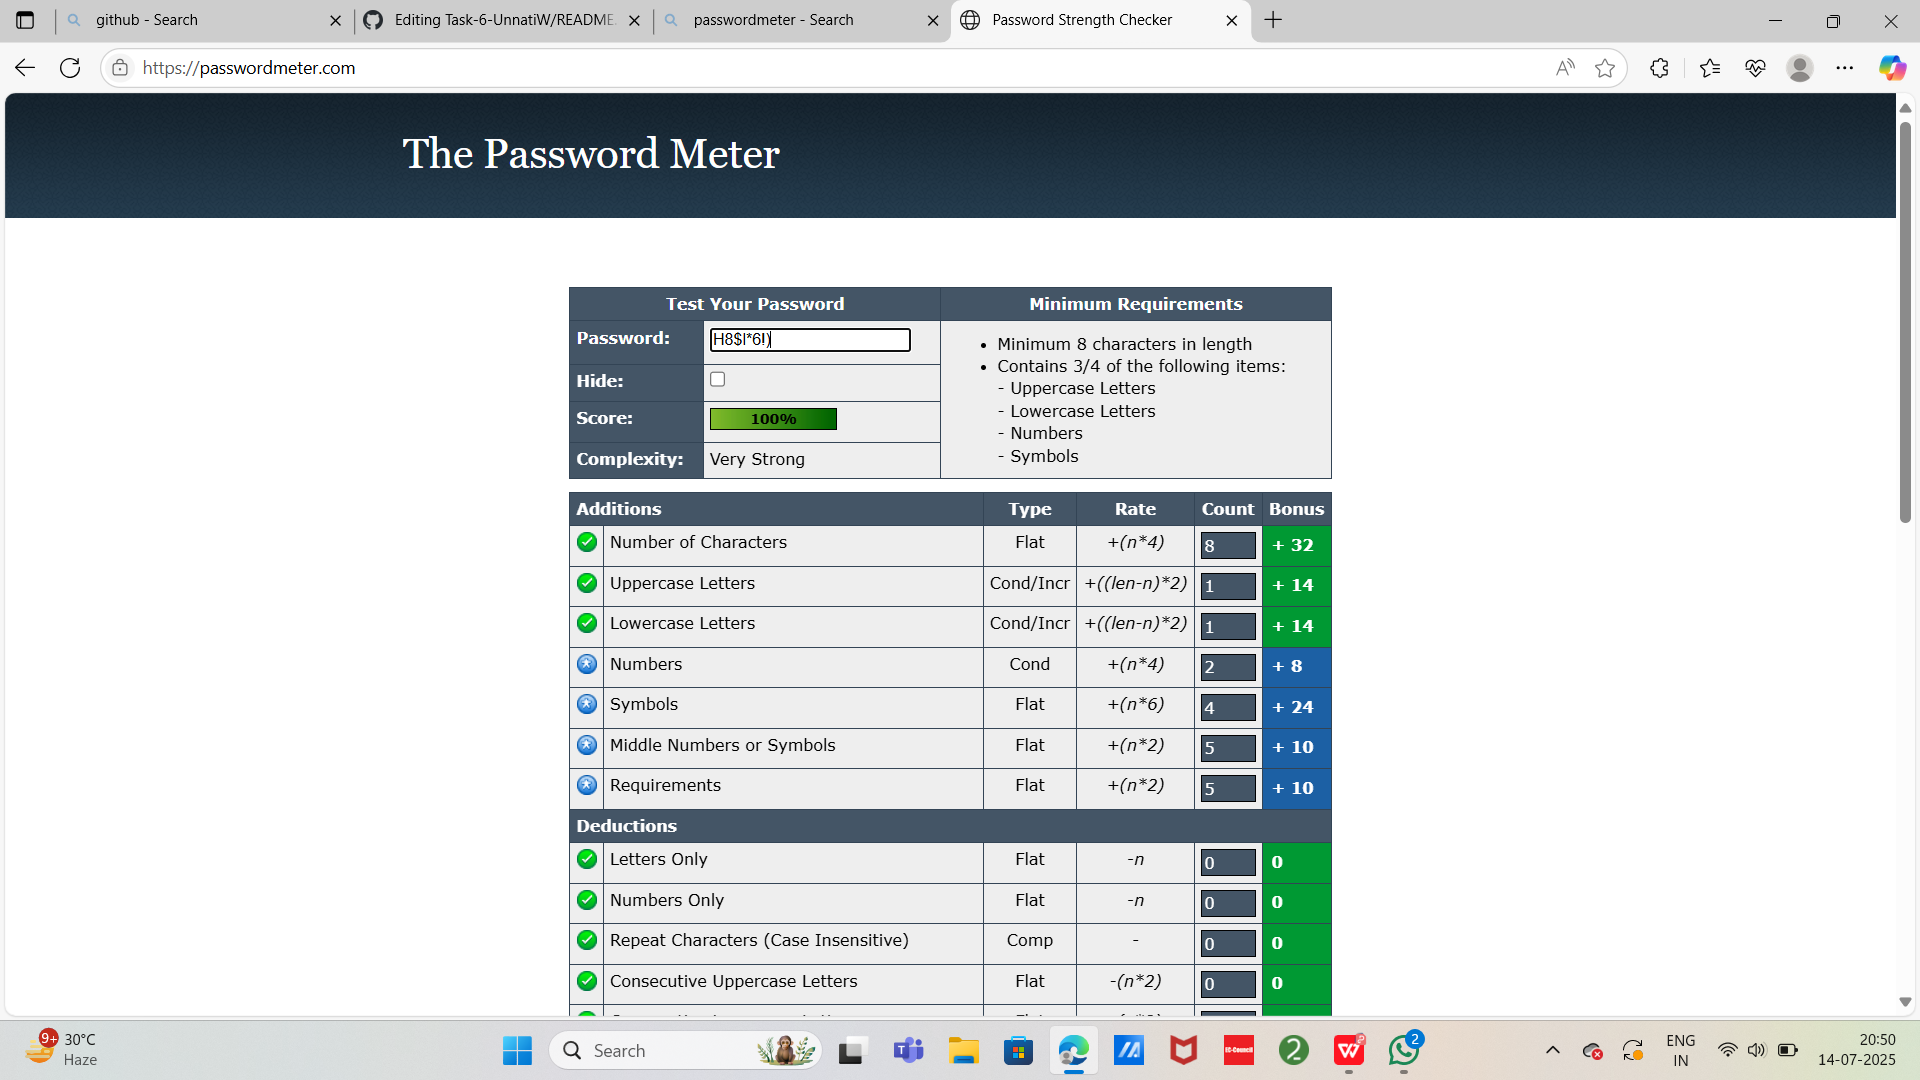 github - Search
Editing Task-6-UnnatiW/README.
passwordmeter - Search
Password Strength Checker
https://passwordmeter.com
The Password Meter
Test Your Password
Minimum Requirements
Password:
H8$l*6!)
• Minimum 8 characters in length
• Contains 3/4 of the following items:
- Uppercase Letters
- Lowercase Letters
- Numbers
- Symbols
Hide:
Score:
100%
Complexity:
Very Strong
Additions Type Rate Count Bonus
Number of Characters Flat +(n*4) 8 + 32
Uppercase Letters Cond/Incr +((len-n)*2) 1 + 14
Lowercase Letters Cond/Incr +((len-n)*2) 1 + 14
Numbers Cond +(n*4) 2 + 8
Symbols Flat +(n*6) 4 + 24
Middle Numbers or Symbols Flat +(n*2) 5 + 10
Requirements Flat +(n*2) 5 + 10
Deductions
Letters Only Flat -n 0 0
Numbers Only Flat -n 0 0
Repeat Characters (Case Insensitive) Comp - 0 0
Consecutive Uppercase Letters Flat -(n*2) 0 0
9+
30°C
Haze
Search
EC-Council
2
2
ENG
IN
20:50
14-07-2025